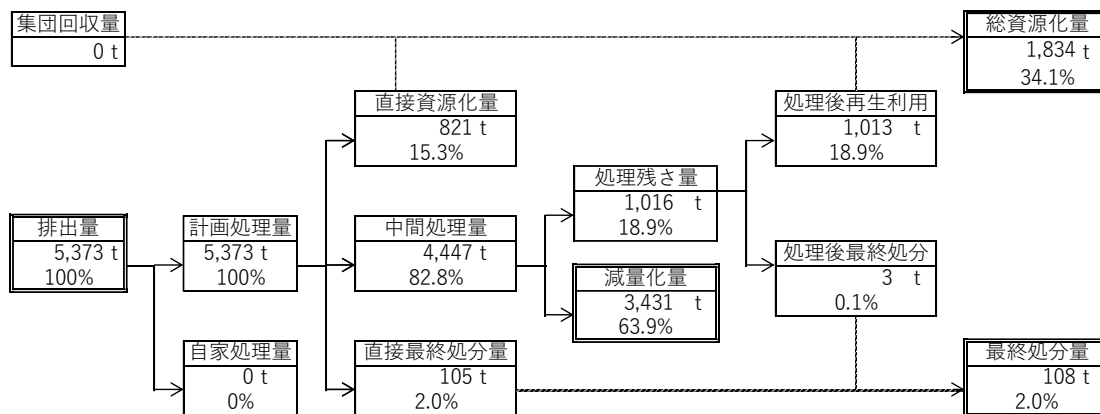 集団回収量
0 t
総資源化量
1,834 t
34.1%
直接資源化量
821 t
15.3%
処理後再生利用
1,013 t
18.9%
処理残さ量
1,016 t
18.9%
排出量
5,373 t
100%
計画処理量
5,373 t
100%
中間処理量
4,447 t
82.8%
処理後最終処分
3 t
0.1%
減量化量
3,431 t
63.9%
自家処理量
0 t
0%
直接最終処分量
105 t
2.0%
最終処分量
108 t
2.0%